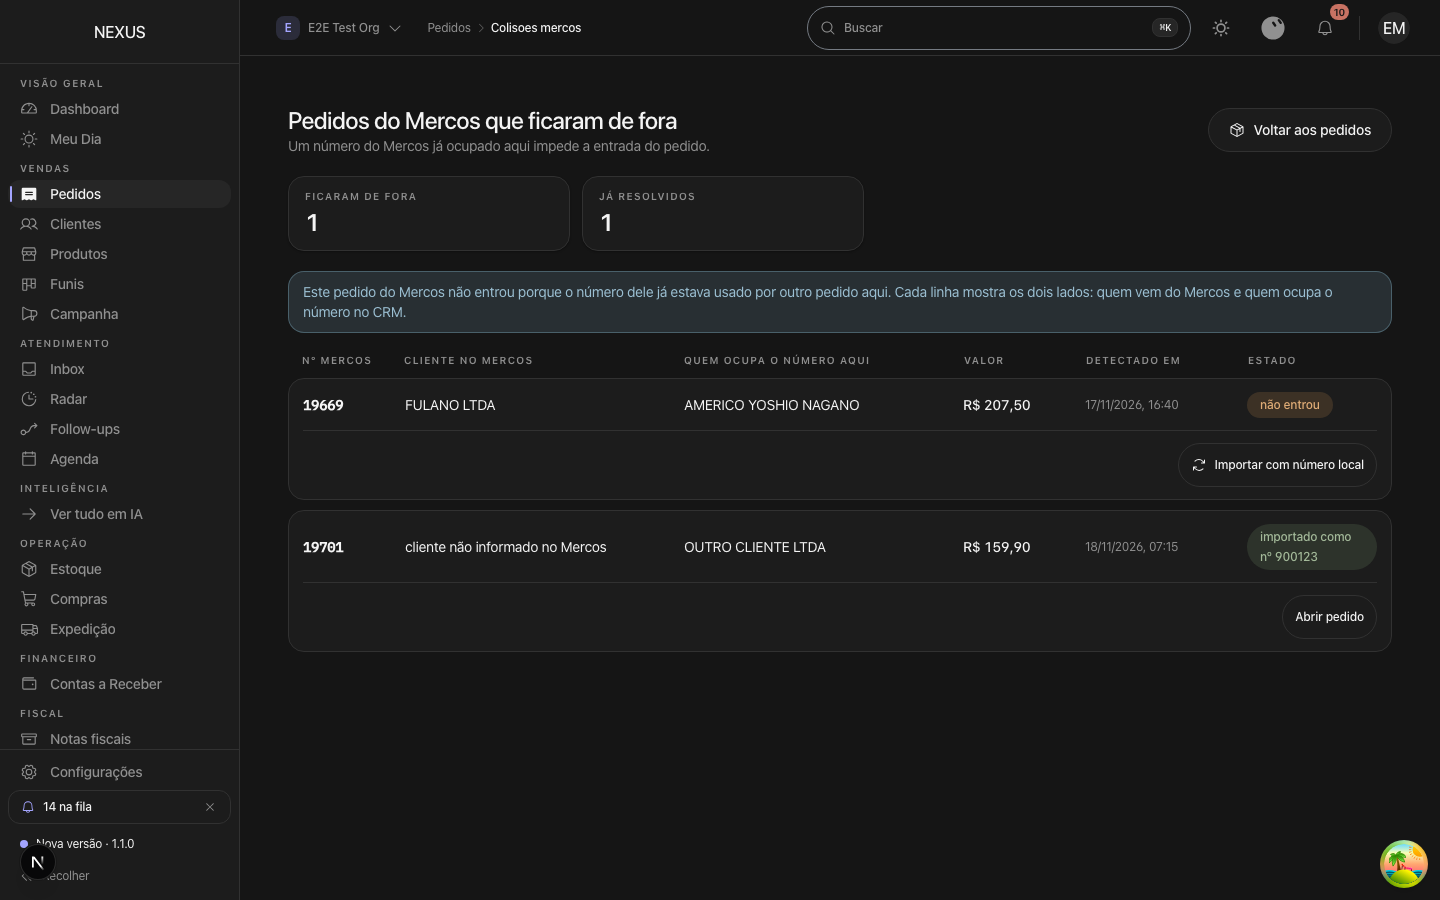 NEXUS
VISÃO GERAL
Dashboard
Meu Dia
VENDAS
Pedidos
Clientes
Produtos
Funis
Campanha
ATENDIMENTO
Inbox
Radar
Follow-ups
Agenda
INTELIGÊNCIA
Ver tudo em IA
OPERAÇÃO
Estoque
Compras
Expedição
FINANCEIRO
Contas a Receber
FISCAL
Notas fiscais
Configurações
14 na fila
Nova versão · 1.1.0
N
E E2E Test Org Pedidos Colisoes mercos
Buscar ⌘K
10
EM
Pedidos do Mercos que ficaram de fora
Um número do Mercos já ocupado aqui impede a entrada do pedido.
Voltar aos pedidos
FICARAM DE FORA
1
JÁ RESOLVIDOS
1
Este pedido do Mercos não entrou porque o número dele já estava usado por outro pedido aqui. Cada linha mostra os dois lados: quem vem do Mercos e quem ocupa o
número no CRM.
Nº MERCOS CLIENTE NO MERCOS QUEM OCUPA O NÚMERO AQUI VALOR DETECTADO EM ESTADO
19669 FULANO LTDA AMERICO YOSHIO NAGANO R$ 207,50 17/11/2026, 16:40 não entrou
Importar com número local
19701 cliente não informado no Mercos OUTRO CLIENTE LTDA R$ 159,90 18/11/2026, 07:15 importado como
nº 900123
Abrir pedido